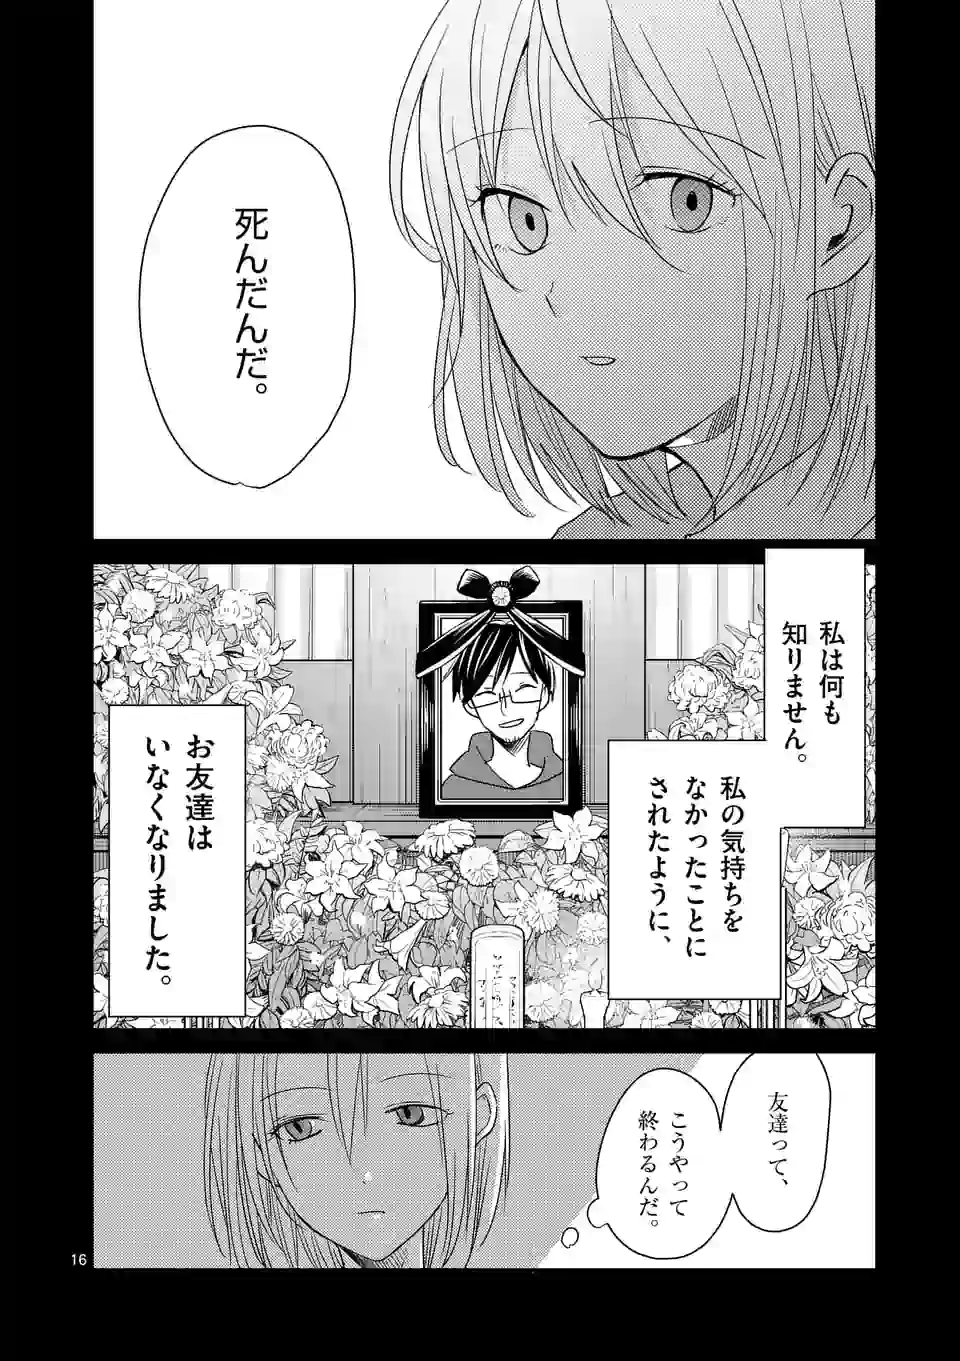 死んだんだ。
私は何も
知りません。
私の気持ちを
なかったことに
されたように、
お友達は
いなくなりました。
友達って、
こうやって
終わるんだ。
16